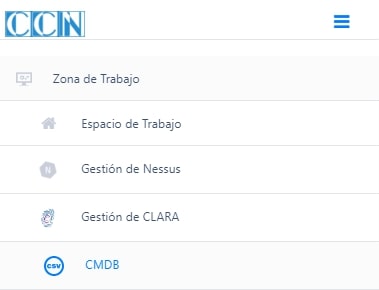 CCN
Zona de Trabajo
Espacio de Trabajo
N
Gestión de Nessus
Gestión de CLARA
CSV
CMDB